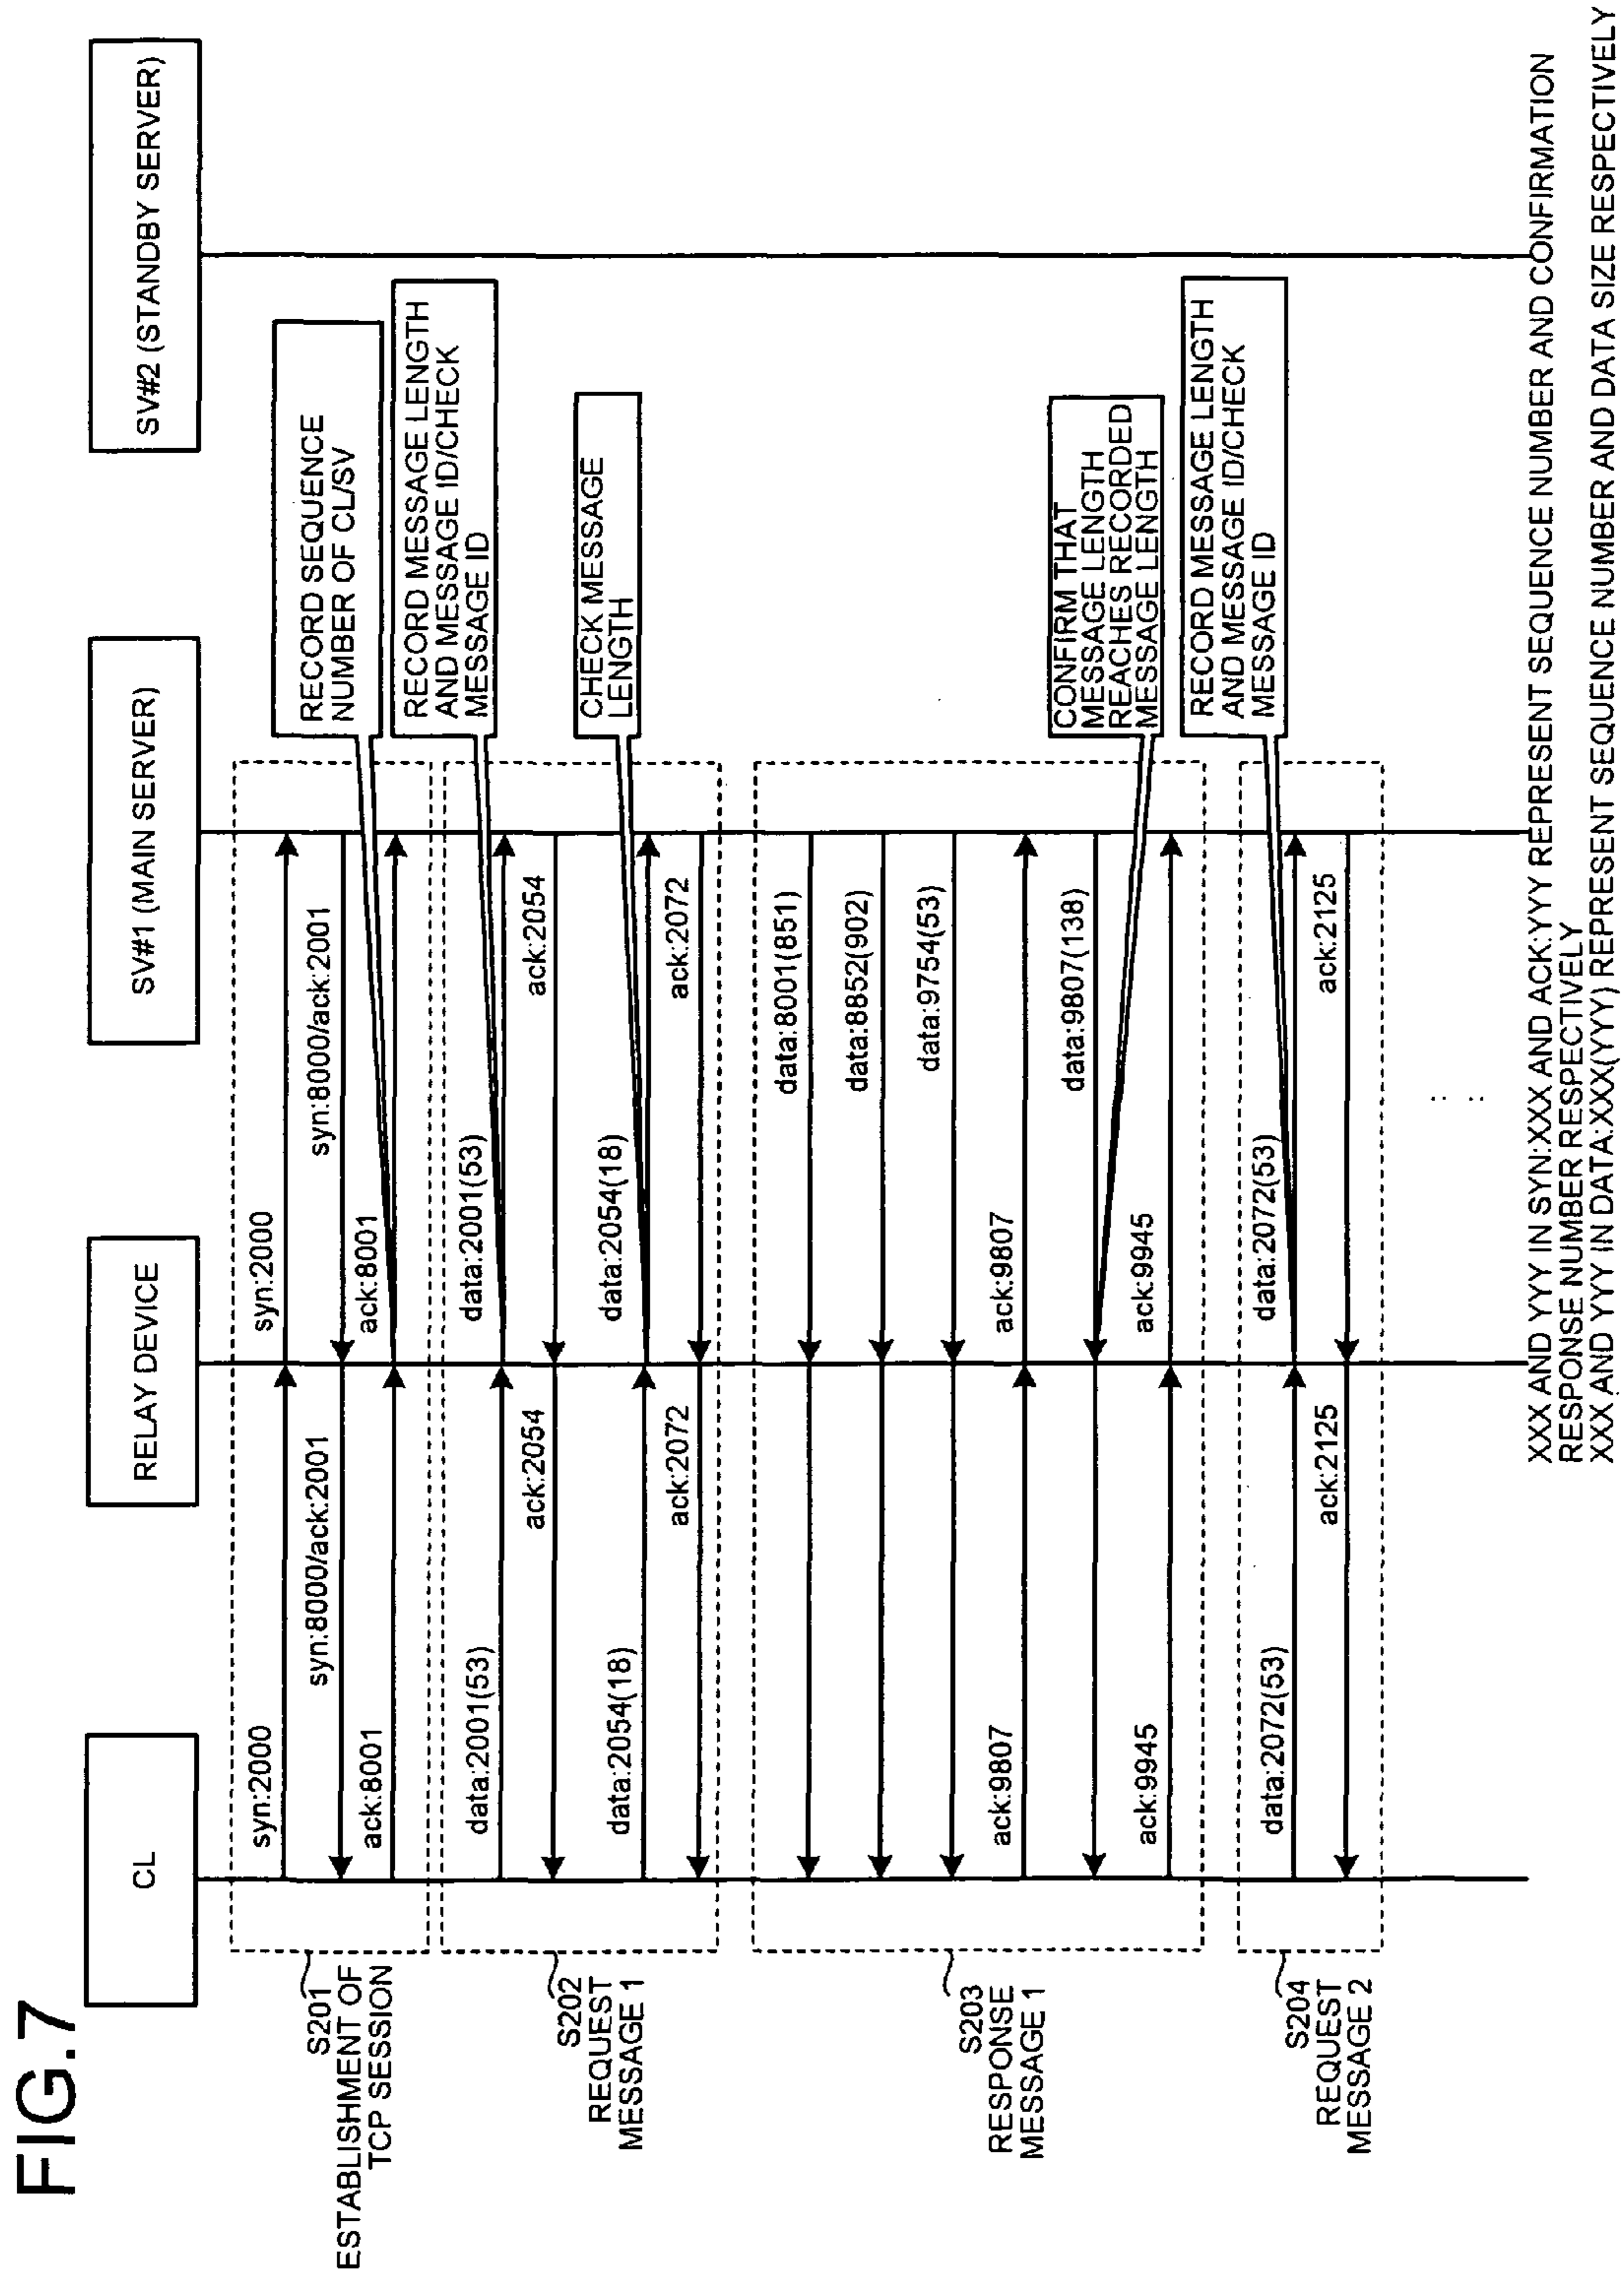 FIG.7
CL
RELAY DEVICE
SV#1 (MAIN SERVER)
SV#2 (STANDBY SERVER)
S201
ESTABLISHMENT OF
TCP SESSION
syn:2000
syn:2000
syn:8000/ack:2001
syn:8000/ack:2001
ack:8001
ack:8001
RECORD SEQUENCE
NUMBER OF CL/SV
S202
REQUEST
MESSAGE 1
data:2001(53)
data:2001(53)
RECORD MESSAGE LENGTH
AND MESSAGE ID/CHECK
MESSAGE ID
ack:2054
ack:2054
data:2054(18)
data:2054(18)
CHECK MESSAGE
LENGTH
ack:2072
ack:2072
S203
RESPONSE
MESSAGE 1
data:8001(851)
data:8852(902)
data:9754(53)
ack:9807
ack:9807
data:9807(138)
CONFIRM THAT
MESSAGE LENGTH
REACHES RECORDED
MESSAGE LENGTH
ack:9945
ack:9945
S204
REQUEST
MESSAGE 2
data:2072(53)
data:2072(53)
RECORD MESSAGE LENGTH
AND MESSAGE ID/CHECK
MESSAGE ID
ack:2125
ack:2125
XXX AND YYY IN SYN:XXX AND ACK:YYY REPRESENT SEQUENCE NUMBER AND CONFIRMATION
RESPONSE NUMBER RESPECTIVELY
XXX AND YYY IN DATA:XXX(YYY) REPRESENT SEQUENCE NUMBER AND DATA SIZE RESPECTIVELY